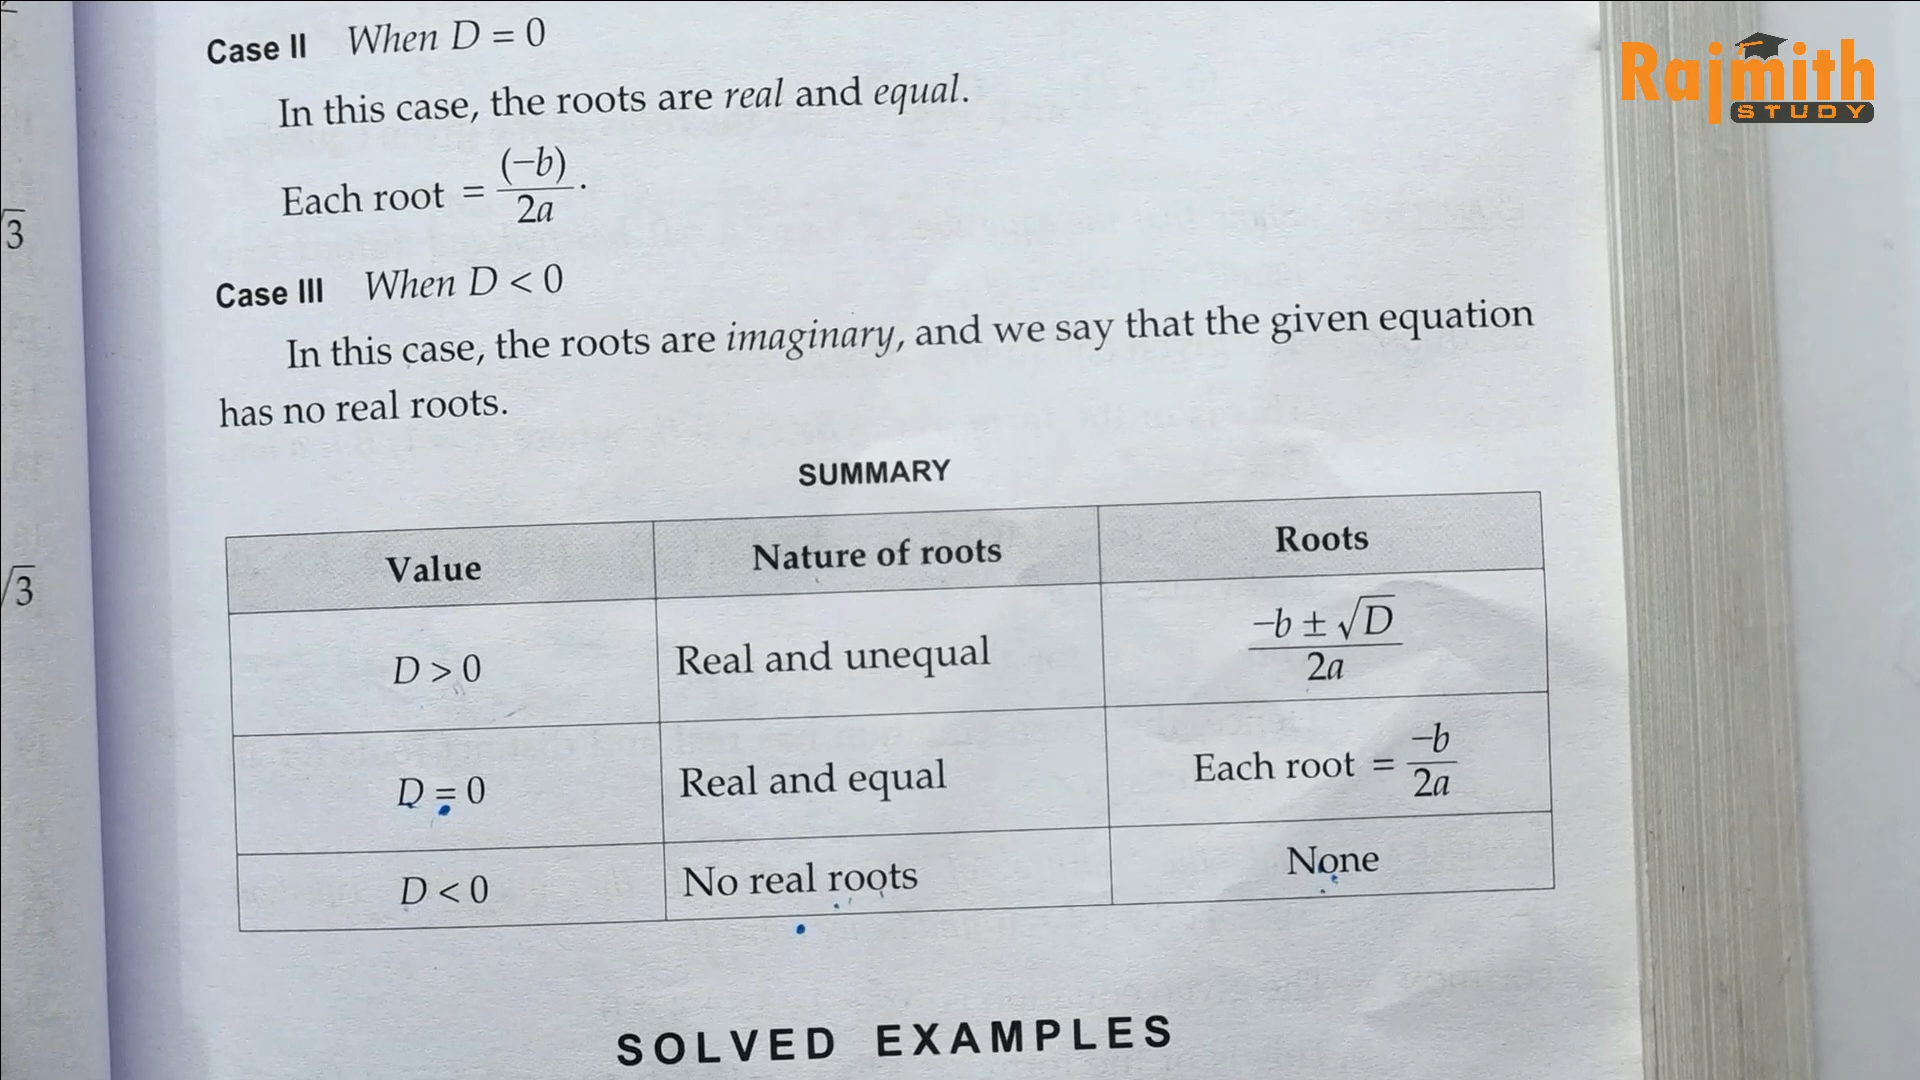 Case II When D = 0
Rajmith
STUDY
In this case, the roots are real and equal.
Each root = (–b)/2a.
√3
Case III When D < 0
In this case, the roots are imaginary, and we say that the given equation
has no real roots.
SUMMARY
Value Nature of roots Roots
√3
D > 0 Real and unequal –b ± √D / 2a
D = 0 Real and equal Each root = –b/2a
D < 0 No real roots None
SOLVED EXAMPLES